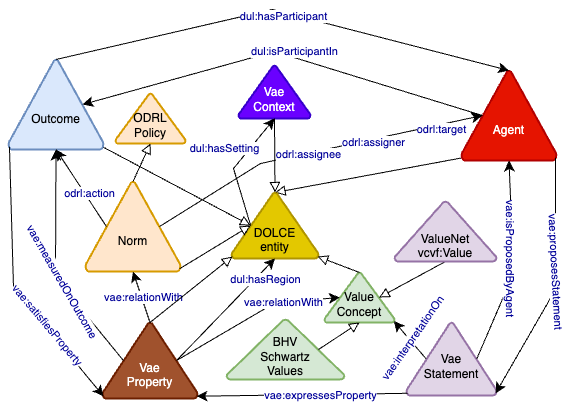 dul:hasParticipant
dul:isParticipantIn
Outcome
ODRL
Policy
Vae
Context
Agent
dul:hasSetting
odrl:assignee
odrl:assigner
odrl:target
odrl:action
Norm
DOLCE
entity
ValueNet
vcvf:Value
vae:measuredOnOutcome
vae:satisfiesProperty
vae:relationWith
dul:hasRegion
vae:relationWith
Value
Concept
vae:isProposedByAgent
vae:proposesStatement
vae:interpretationOn
Vae
Property
BHV
Schwartz
Values
Vae
Statement
vae:expressesProperty